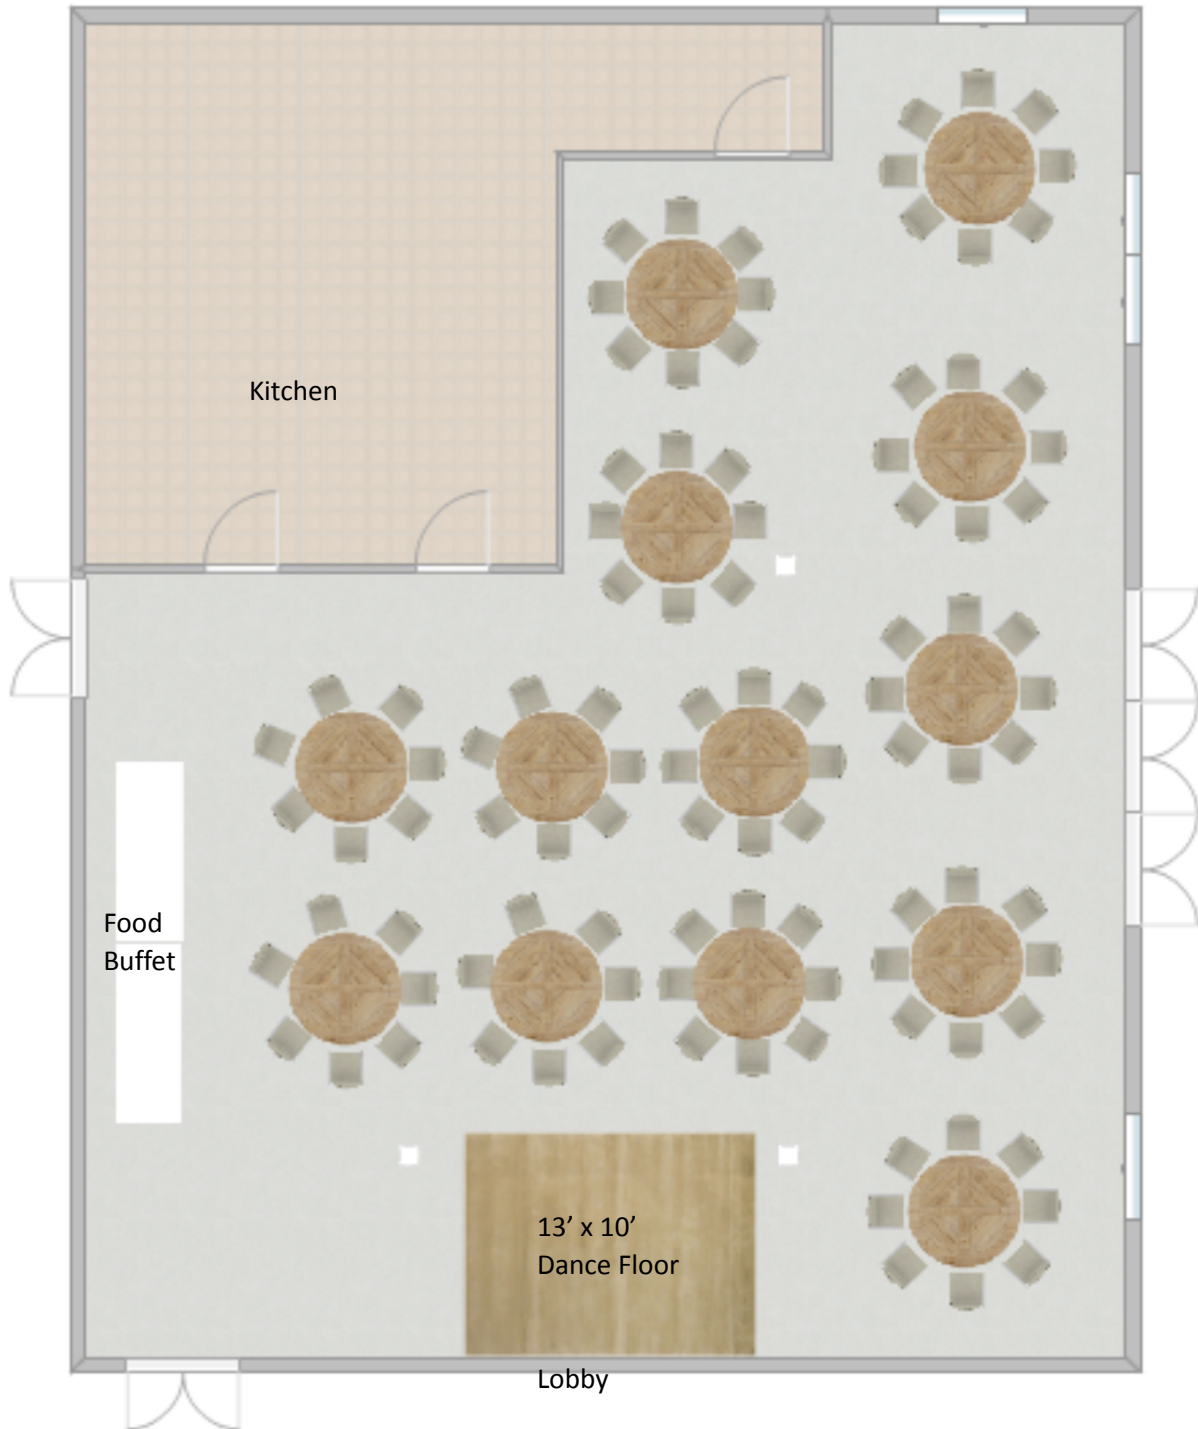 Kitchen
Food
Buffet
13’ x 10’
Dance Floor
Lobby